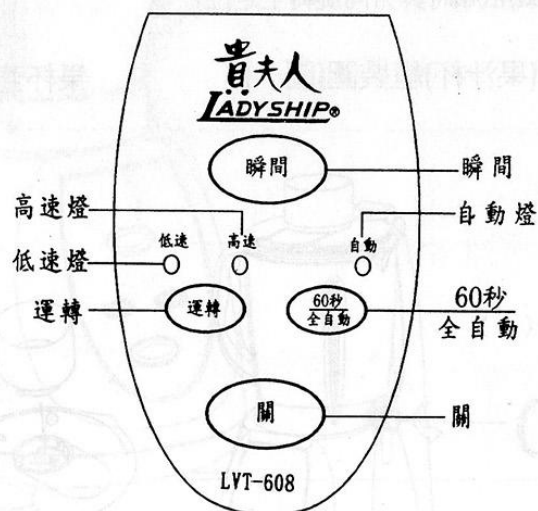 貴夫人
LADYSHIP®
瞬間
瞬間
高速燈
自動燈
低速
高速
自動
低速燈
運轉
運轉
60秒
全自動
60秒
全自動
關
關
LVT-608